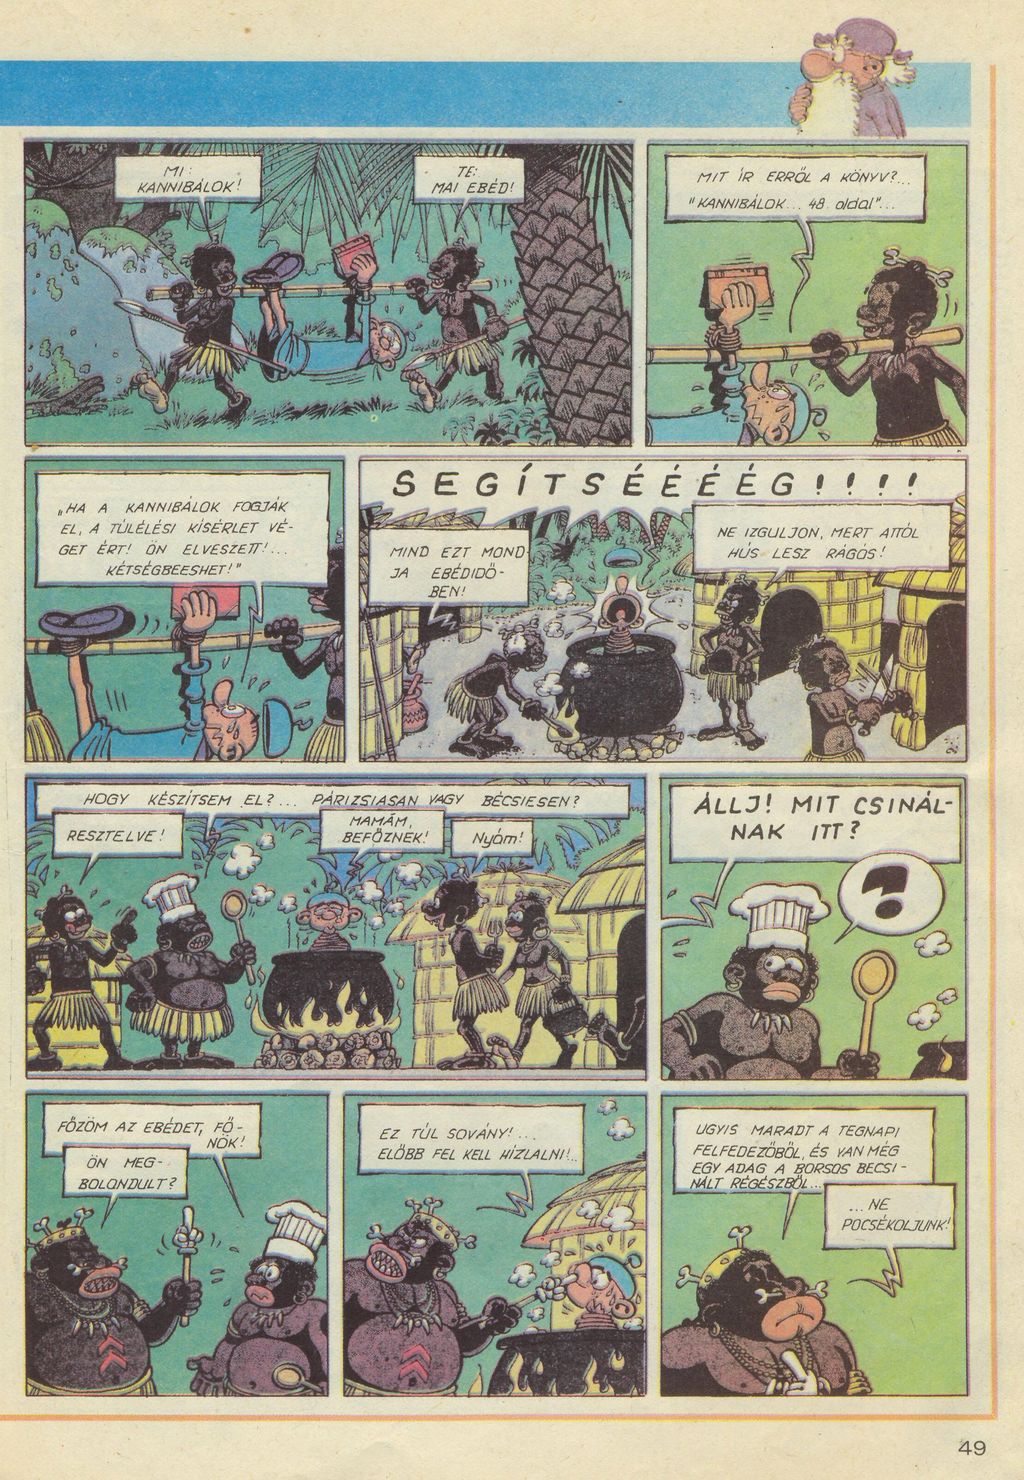 MI:
KANNIBÁLOK!
TE:
MAI EBÉD!
MIT ÍR ERRŐL A KÖNYV?...
"KANNIBÁLOK... 48. oldal"...
„HA A KANNIBÁLOK FOGJÁK
EL, A TÚLÉLÉSI KÍSÉRLET VÉ-
GET ÉRT! ÖN ELVESZETT!...
KÉTSÉGBEESHET!"
SEGÍTSÉÉÉÉG!!!!
MIND EZT MOND-
JA EBÉDIDŐ-
BEN!
NE IZGULJON, MERT ATTÓL
HÚS LESZ RÁGÓS!
HOGY KÉSZÍTSEM EL?... PÁRIZSIASAN VAGY BÉCSIESEN?
RESZTELVE!
MAMÁM,
BEFŐZNEK!
Nyám!
ÁLLJ! MIT CSINÁL-
NAK ITT?
?
FŐZÖM AZ EBÉDET, FŐ-
NÖK!
ÖN MEG-
BOLONDULT?
EZ TÚL SOVÁNY!...
ELŐBB FEL KELL HÍZLALNI!..
UGYIS MARADT A TEGNAPI
FELFEDEZŐBŐL, ÉS VAN MÉG
EGY ADAG A BORSOS BECSI-
NÁLT RÉGÉSZBŐL...
...NE
POCSÉKOLJUNK!
49